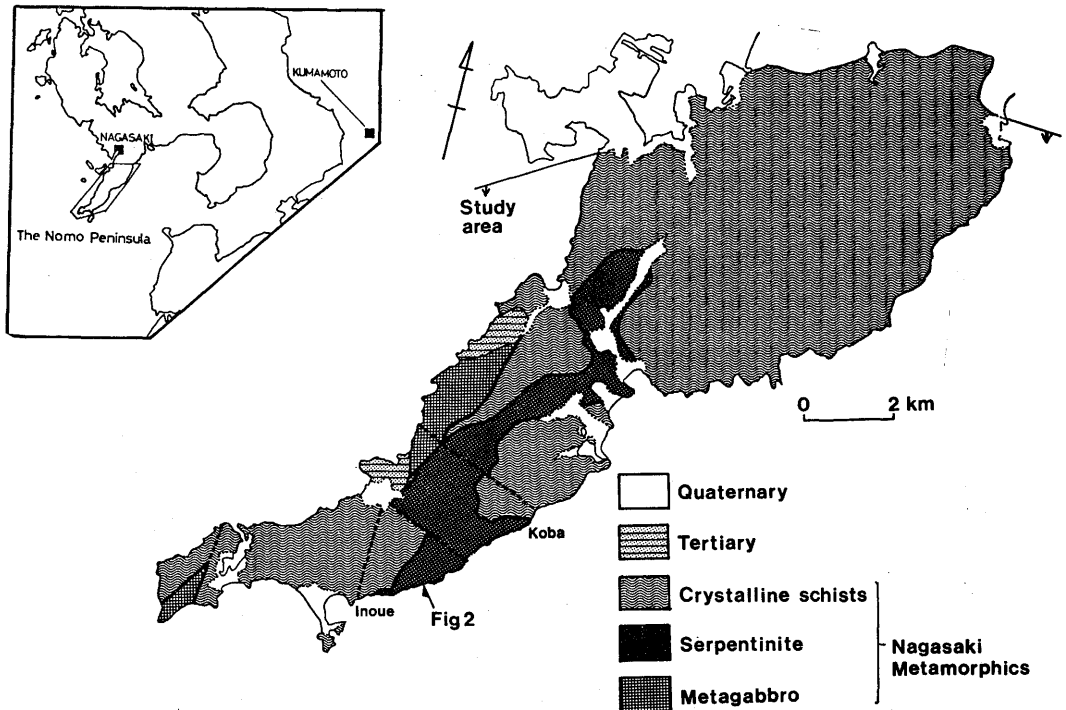 KUMAMOTO
NAGASAKI
The Nomo Peninsula
Study
area
0 2 km
Koba
Inoue
Fig 2
Quaternary
Tertiary
Crystalline schists
Serpentinite
Metagabbro
Nagasaki
Metamorphics